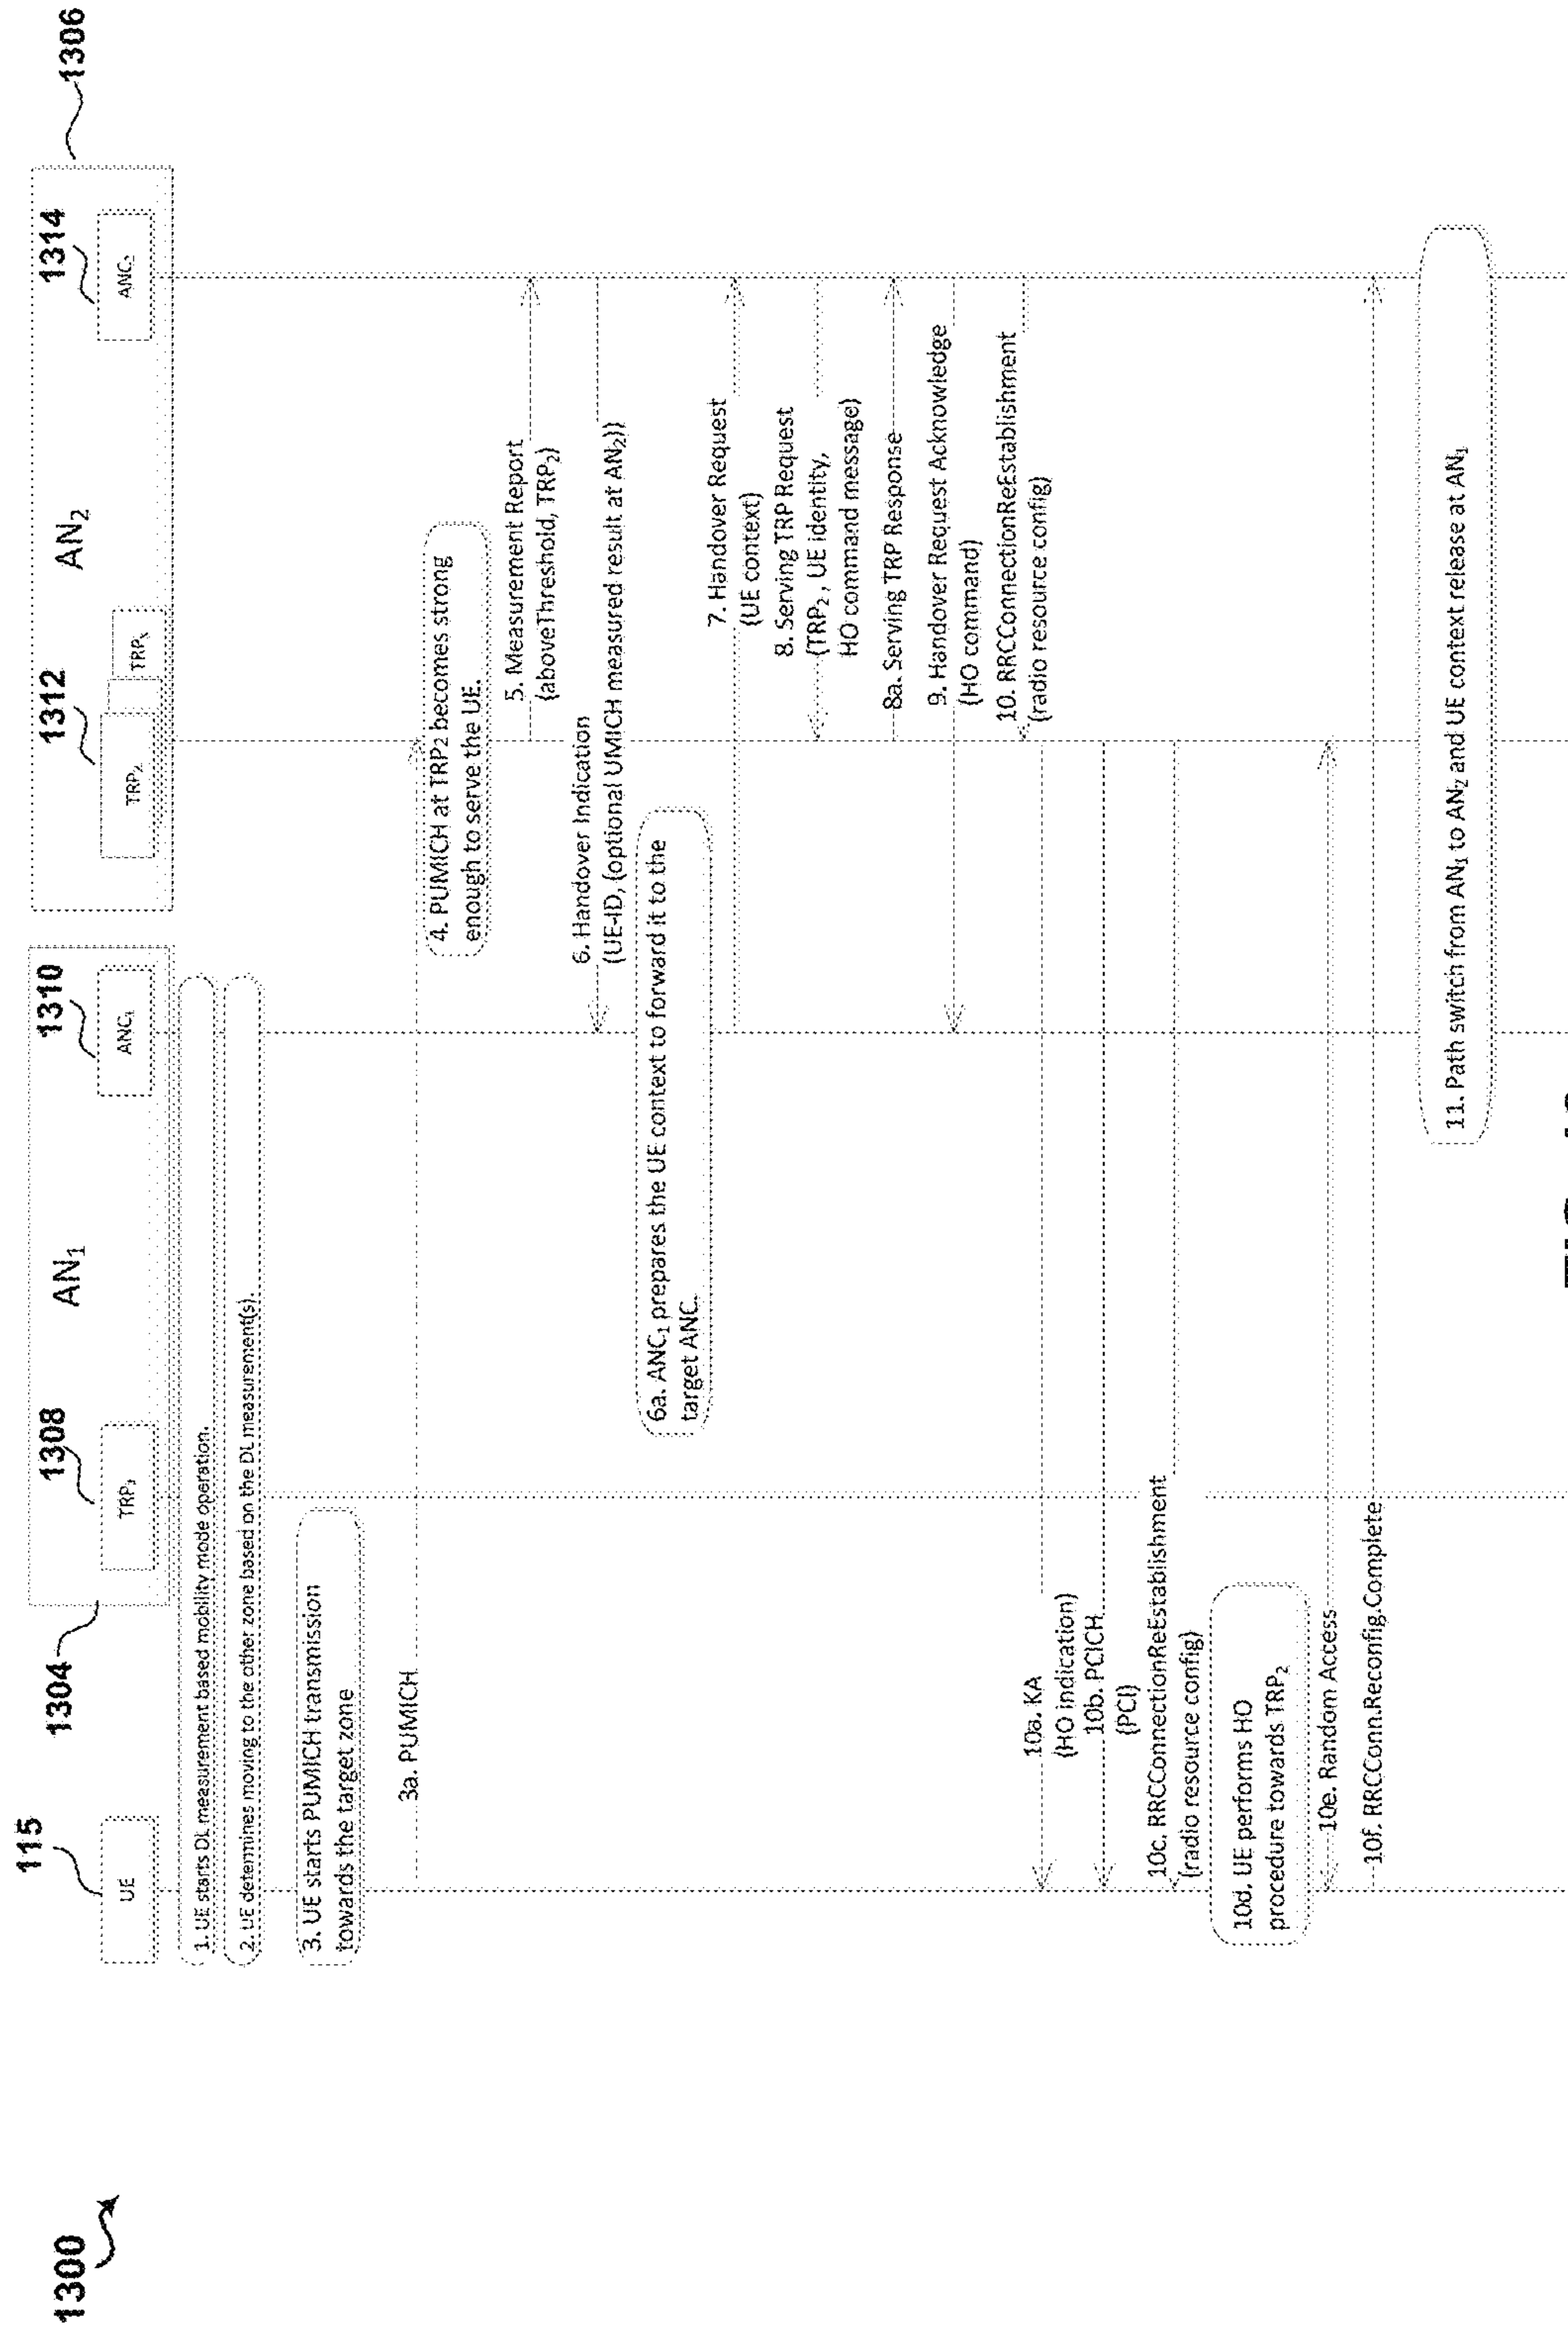 1300
115
1304
1308
1310
1312
1314
1306
AN₁
AN₂
UE
TRP₁
ANC₁
TRP₂
ANC₂
1. UE starts DL measurement based mobility mode operation.
2. UE determines moving to the other zone based on the DL measurement(s).
3. UE starts PUMICH transmission
towards the target zone
3a. PUMICH
4. PUMICH at TRP₂ becomes strong
enough to serve the UE.
5. Measurement Report
(aboveThreshold, TRP₂)
6. Handover Indication
(UE-ID, (optional UMICH measured result at AN₂))
6a. ANC₁ prepares the UE context to forward it to the
target ANC.
7. Handover Request
(UE context)
8. Serving TRP Request
(TRP₂, UE identity,
HO command message)
8a. Serving TRP Response
9. Handover Request Acknowledge
(HO command)
10. RRCConnectionReEstablishment
(radio resource config)
10a. KA
(HO indication)
10b. PCICH
(PCI)
10c. RRCConnectionReEstablishment
(radio resource config)
10d. UE performs HO
procedure towards TRP₂
10e. Random Access
10f. RRCConn.Reconfig.Complete
11. Path switch from AN₁ to AN₂ and UE context release at AN₁